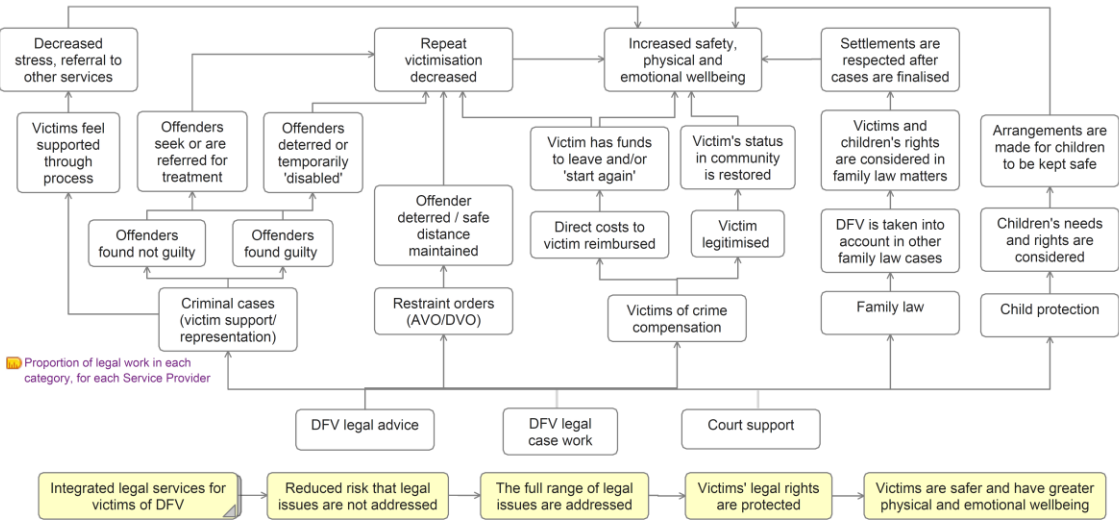 Decreased
stress, referral to
other services
Repeat
victimisation
decreased
Increased safety,
physical and
emotional wellbeing
Settlements are
respected after
cases are finalised
Victims feel
supported
through
process
Offenders
seek or are
referred for
treatment
Offenders
deterred or
temporarily
'disabled'
Victim has funds
to leave and/or
'start again'
Victim's status
in community
is restored
Victims and
children's rights
are considered in
family law matters
Arrangements are
made for children
to be kept safe
Offenders
found not guilty
Offenders
found guilty
Offender
deterred / safe
distance
maintained
Direct costs to
victim reimbursed
Victim
legitimised
DFV is taken into
account in other
family law cases
Children's needs
and rights are
considered
Criminal cases
(victim support/
representation)
Restraint orders
(AVO/DVO)
Victims of crime
compensation
Family law
Child protection
Proportion of legal work in each
category, for each Service Provider
DFV legal advice
DFV legal
case work
Court support
Integrated legal services for
victims of DFV
Reduced risk that legal
issues are not addressed
The full range of legal
issues are addressed
Victims' legal rights
are protected
Victims are safer and have greater
physical and emotional wellbeing